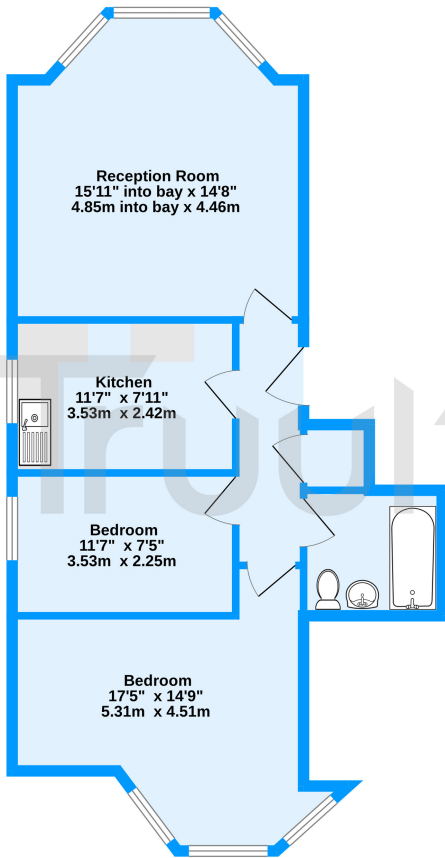 Reception Room
15'11" into bay x 14'8"
4.85m into bay x 4.46m
Kitchen
11'7" x 7'11"
3.53m x 2.42m
Bedroom
11'7" x 7'5"
3.53m x 2.25m
Bedroom
17'5" x 14'9"
5.31m x 4.51m